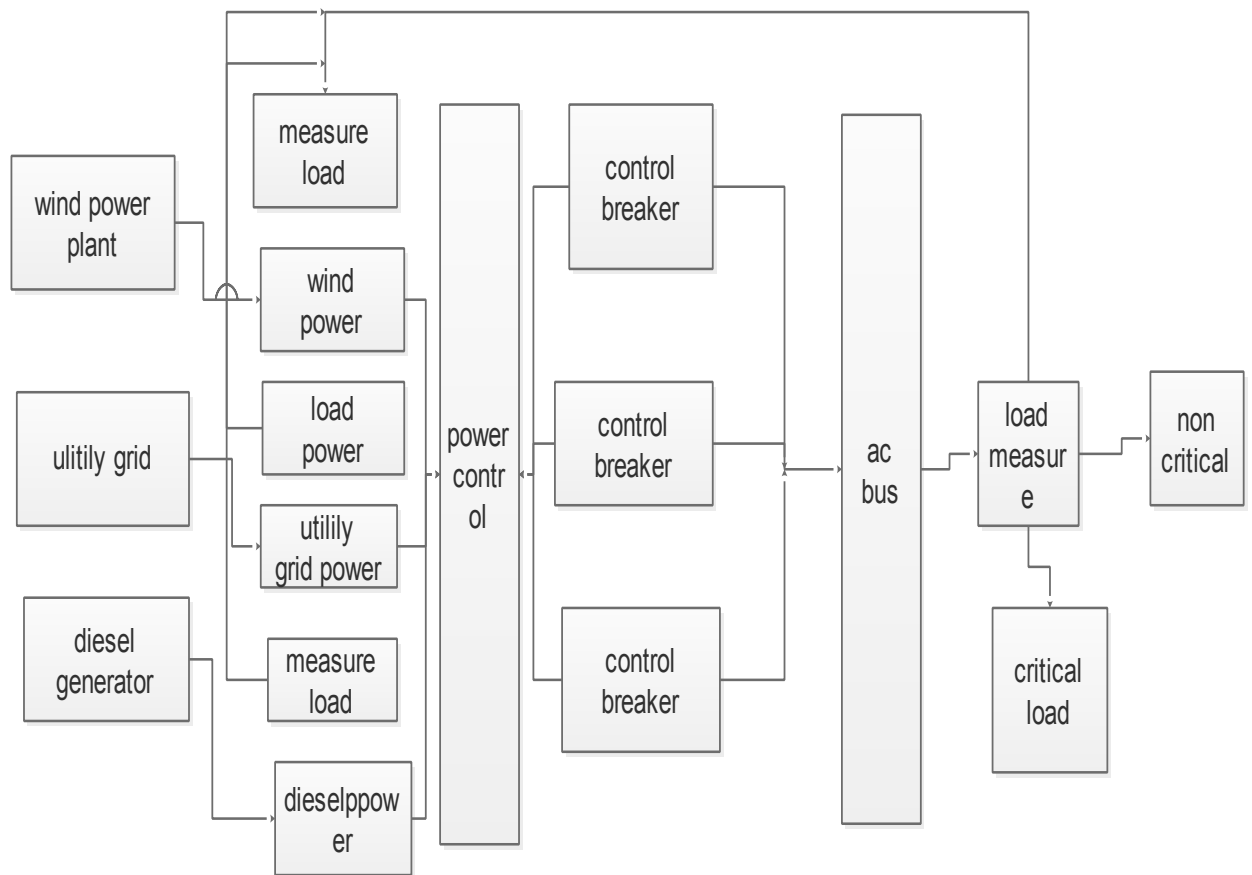 measure
load
wind power
plant
wind
power
load
power
ulitily grid
utilily
grid power
diesel
generator
measure
load
dieselppow
er
power
contr
ol
control
breaker
control
breaker
control
breaker
ac
bus
load
measur
e
non
critical
critical
load